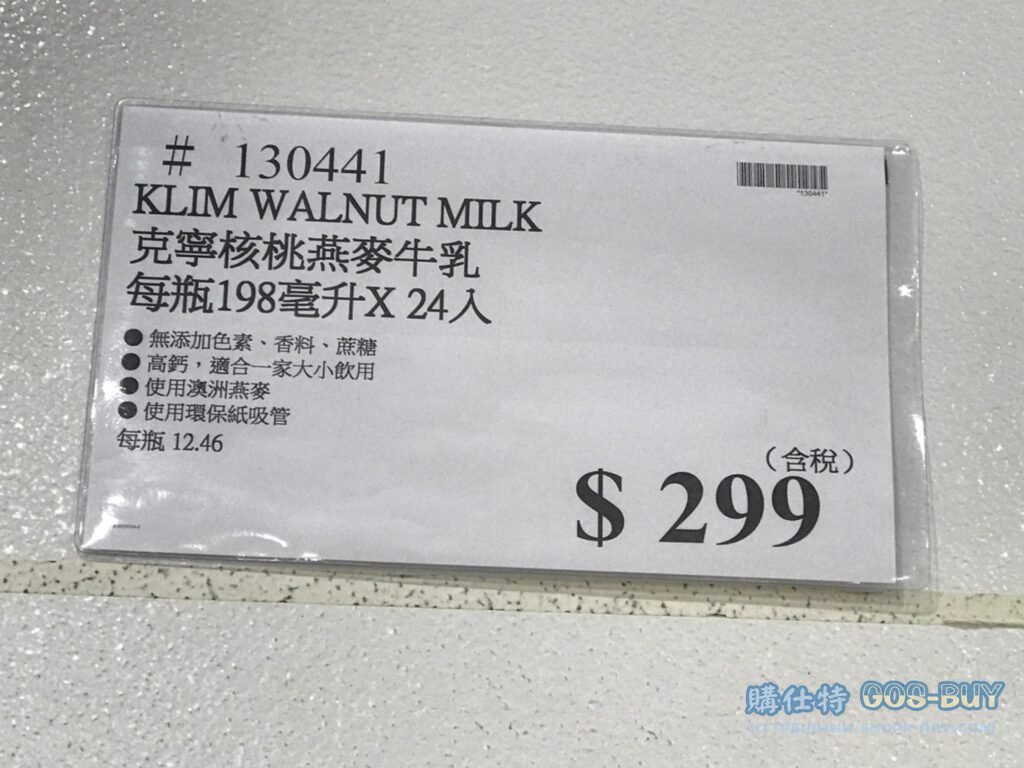 # 130441
*130441*
KLIM WALNUT MILK
克寧核桃燕麥牛乳
每瓶198毫升X 24入
● 無添加色素、香料、蔗糖
● 高鈣，適合一家大小飲用
● 使用澳洲燕麥
● 使用環保紙吸管
每瓶 12.46
（含稅）
$ 299
購仕特 GOS-BUY